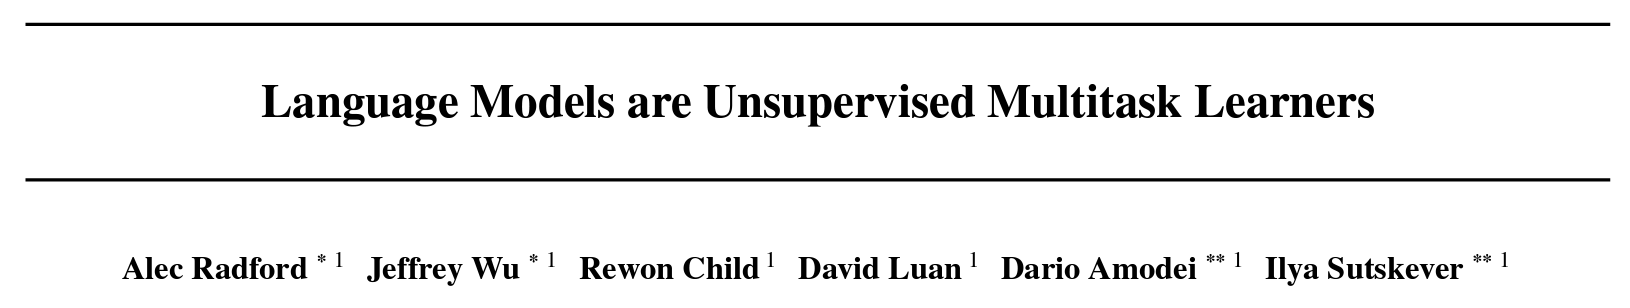 Language Models are Unsupervised Multitask Learners
Alec Radford * 1 Jeffrey Wu * 1 Rewon Child 1 David Luan 1 Dario Amodei ** 1 Ilya Sutskever ** 1